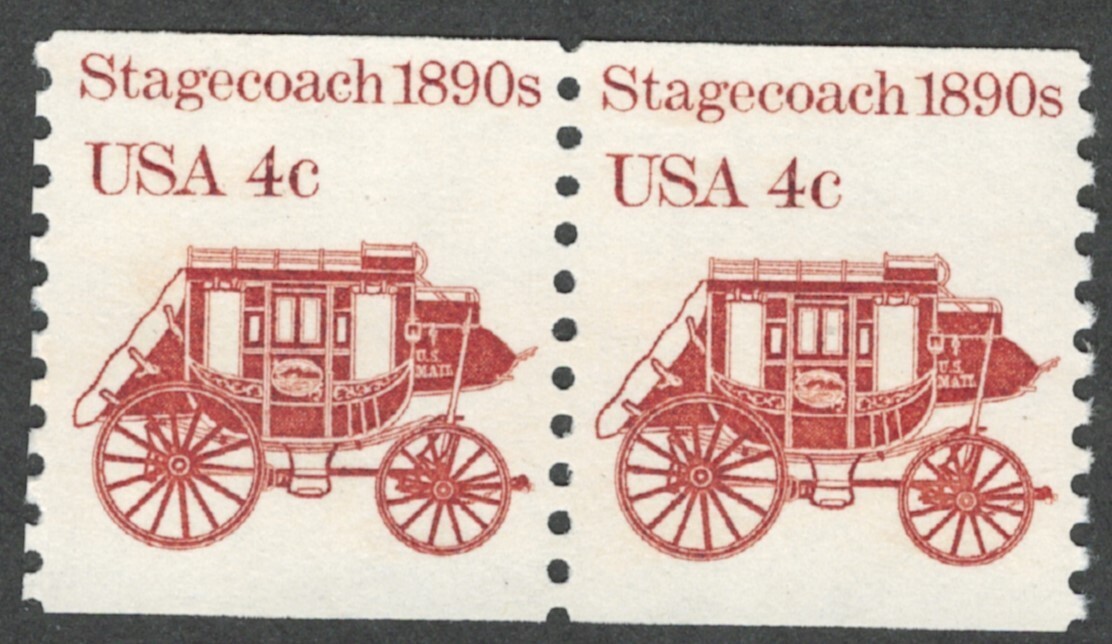 Stagecoach 1890s
USA 4c
U.S.
MAIL
Stagecoach 1890s
USA 4c
U.S.
MAIL